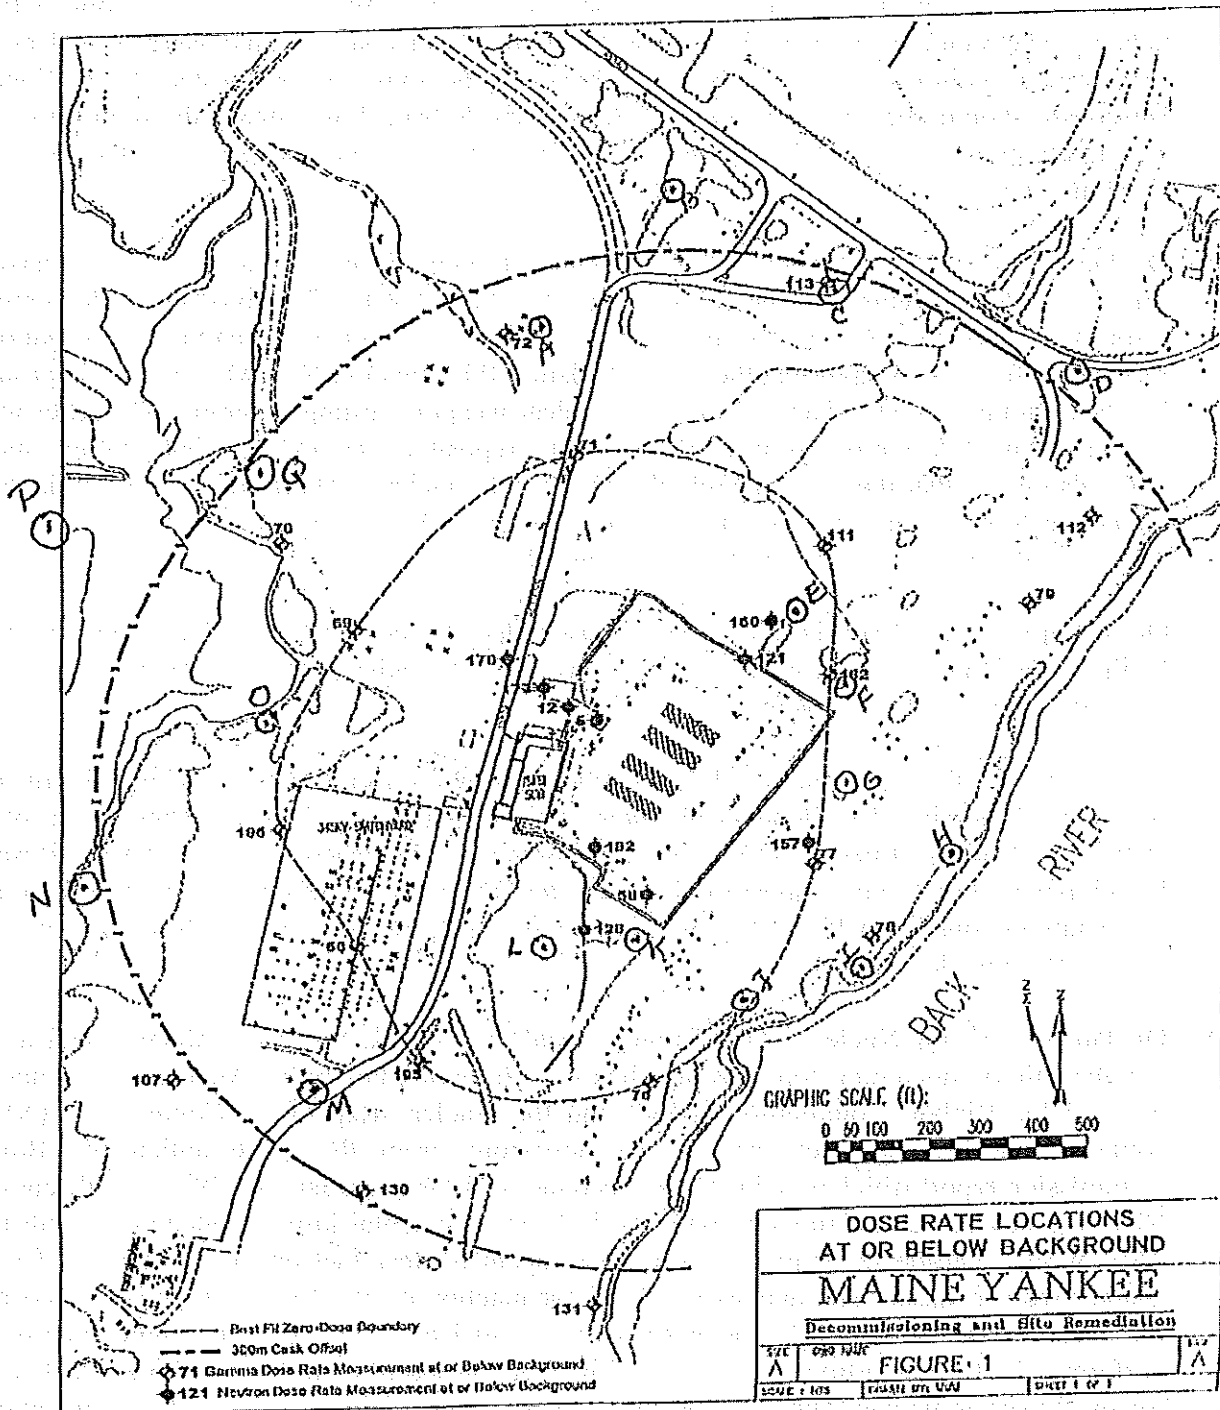 B
113
C
72
A
D
71
Q
P
70
111
112
E
79
69
160
170
121
162
F
12
6
O
G
196
182
157
77
H
RIVER
N
58
60
120
L
K
I
78
J
BACK
N
107
M
195
76
GRAPHIC SCALE (ft):
0 50 100 200 300 400 500
130
131
DOSE RATE LOCATIONS
AT OR BELOW BACKGROUND
MAINE YANKEE
Decommissioning and Site Remediation
A
FIGURE: 1
A
Best Fit Zero-Dose Boundary
300m Cask Offset
71 Gamma Dose Rate Measurement at or Below Background
121 Neutron Dose Rate Measurement at or Below Background